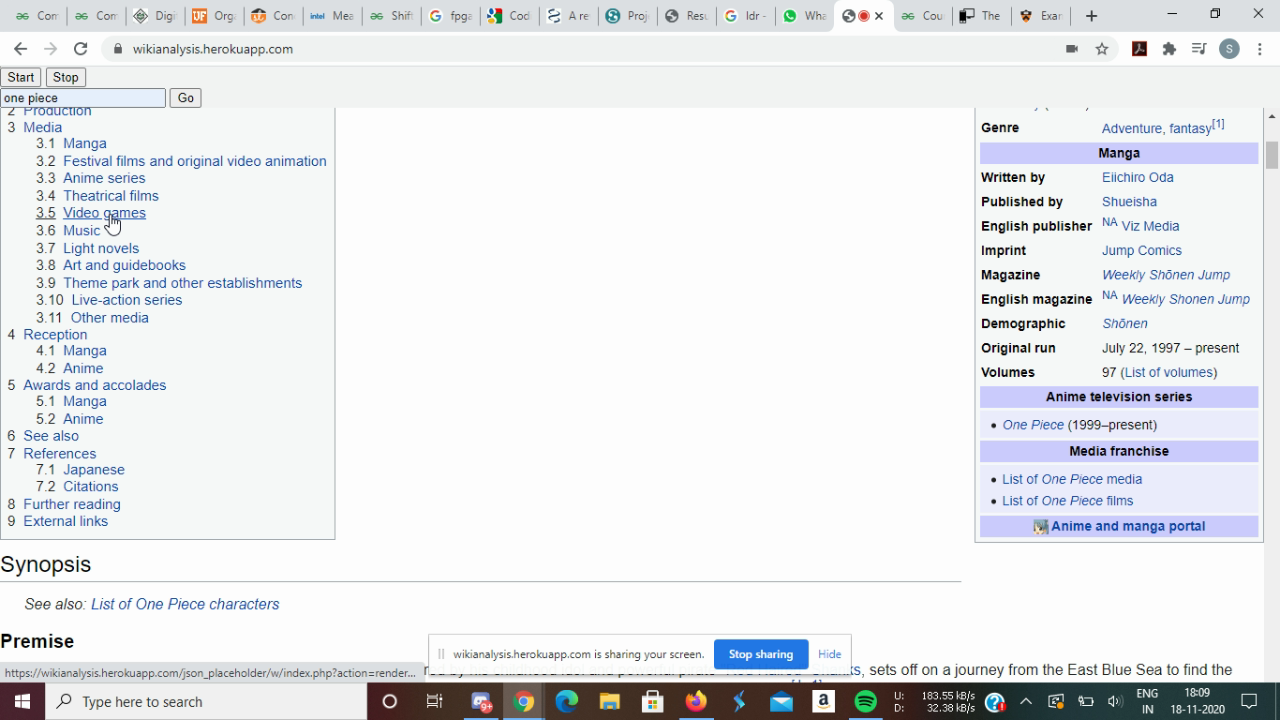 Com
Com
Digi
Orga
Con
Mea
Shift
fpga
Cod
A re
Proj
Resu
ldr -
Wha
Cou
The
Exar
wikianalysis.herokuapp.com
S
Start Stop
one piece Go
2 Production
3 Media
3.1 Manga
3.2 Festival films and original video animation
3.3 Anime series
3.4 Theatrical films
3.5 Video games
3.6 Music
3.7 Light novels
3.8 Art and guidebooks
3.9 Theme park and other establishments
3.10 Live-action series
3.11 Other media
4 Reception
4.1 Manga
4.2 Anime
5 Awards and accolades
5.1 Manga
5.2 Anime
6 See also
7 References
7.1 Japanese
7.2 Citations
8 Further reading
9 External links
Genre Adventure, fantasy[1]
Manga
Written by Eiichiro Oda
Published by Shueisha
English publisher NA Viz Media
Imprint Jump Comics
Magazine Weekly Shōnen Jump
English magazine NA Weekly Shonen Jump
Demographic Shōnen
Original run July 22, 1997 – present
Volumes 97 (List of volumes)
Anime television series
• One Piece (1999–present)
Media franchise
• List of One Piece media
• List of One Piece films
Anime and manga portal
Synopsis
See also: List of One Piece characters
Premise
wikianalysis.herokuapp.com is sharing your screen. Stop sharing Hide
sets off on a journey from the East Blue Sea to find the
https://wikianalysis.herokuapp.com/json_placeholder/w/index.php?action=render...
Type here to search
U: 183.55 kB/s
D: 32.38 kB/s
ENG
IN
18:09
18-11-2020